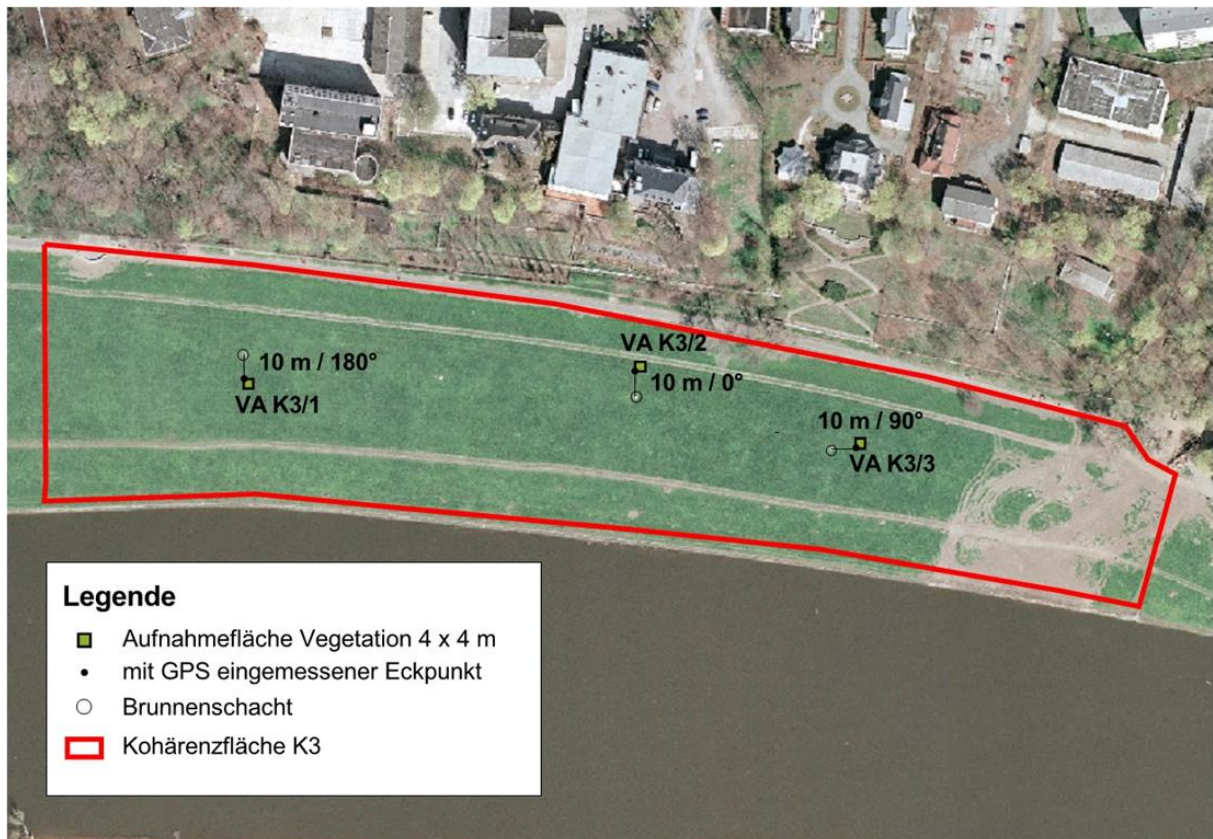 VA K3/2
10 m / 180°
10 m / 0°
VA K3/1
10 m / 90°
VA K3/3
Legende
Aufnahmefläche Vegetation 4 x 4 m
mit GPS eingemessener Eckpunkt
Brunnenschacht
Kohärenzfläche K3